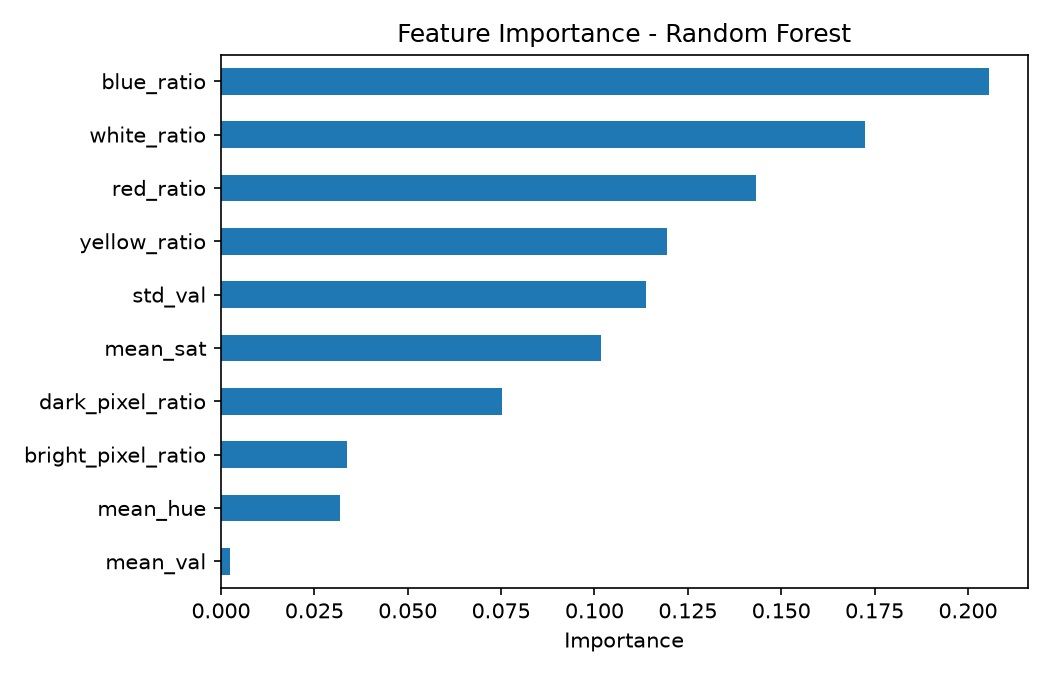 Feature Importance - Random Forest
blue_ratio
white_ratio
red_ratio
yellow_ratio
std_val
mean_sat
dark_pixel_ratio
bright_pixel_ratio
mean_hue
mean_val
0.000 0.025 0.050 0.075 0.100 0.125 0.150 0.175 0.200
Importance